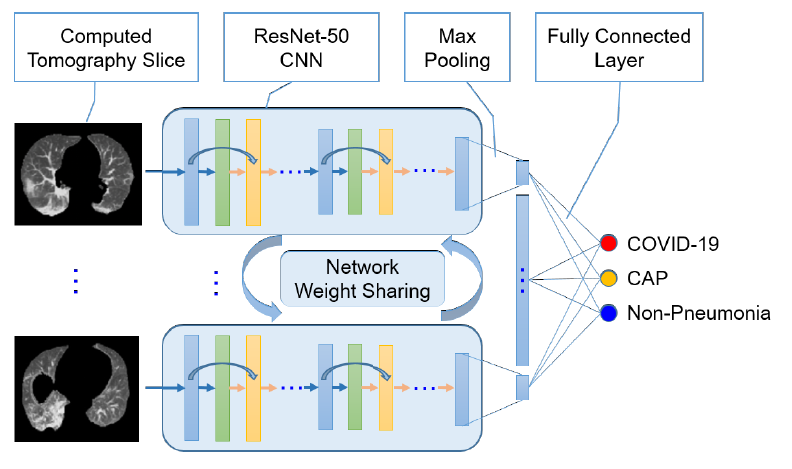 Computed
Tomography Slice
ResNet-50
CNN
Max
Pooling
Fully Connected
Layer
Network
Weight Sharing
COVID-19
CAP
Non-Pneumonia